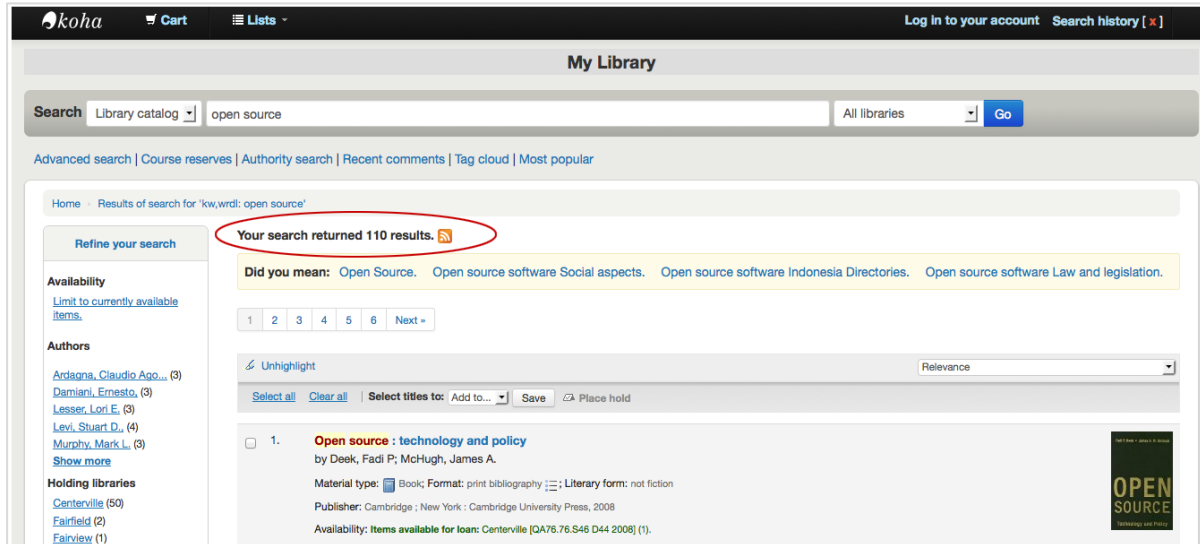 koha Cart Lists Log in to your account Search history [ x ]
My Library
Search Library catalog open source All libraries Go
Advanced search | Course reserves | Authority search | Recent comments | Tag cloud | Most popular
Home Results of search for 'kw,wrdl: open source'
Refine your search
Availability
Limit to currently available
items.
Authors
Ardagna, Claudio Ago... (3)
Damiani, Ernesto, (3)
Lesser, Lori E. (3)
Levi, Stuart D., (4)
Murphy, Mark L. (3)
Show more
Holding libraries
Centerville (50)
Fairfield (2)
Fairview (1)
Your search returned 110 results.
Did you mean: Open Source. Open source software Social aspects. Open source software Indonesia Directories. Open source software Law and legislation.
1 2 3 4 5 6 Next »
Unhighlight Relevance
Select all Clear all | Select titles to: Add to... Save Place hold
1. Open source : technology and policy
by Deek, Fadi P; McHugh, James A.
Material type: Book; Format: print bibliography ; Literary form: not fiction
Publisher: Cambridge ; New York : Cambridge University Press, 2008
Availability: Items available for loan: Centerville [QA76.76.S46 D44 2008] (1).
OPEN
SOURCE
Technology and Policy